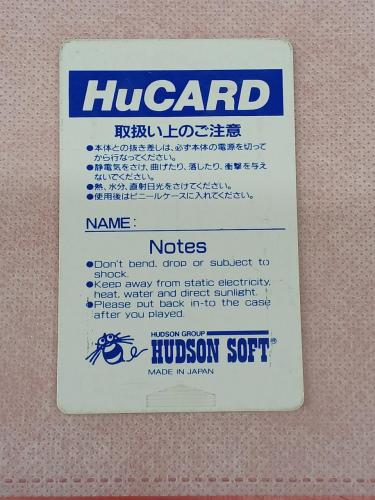 HuCARD
取扱い上のご注意
●本体との抜き差しは、必ず本体の電源を切って
から行なってください。
●静電気をさけ、曲げたり、落したり、衝撃を与え
ないでください。
●熱、水分、直射日光をさけてください。
●使用後はビニールケースに入れてください。
NAME:
Notes
●Don't bend, drop or subject to
shock.
●Keep away from static electricity,
heat, water and direct sunlight.
●Please put back in-to the case
after you played.
HUDSON GROUP
HUDSON SOFT®
MADE IN JAPAN